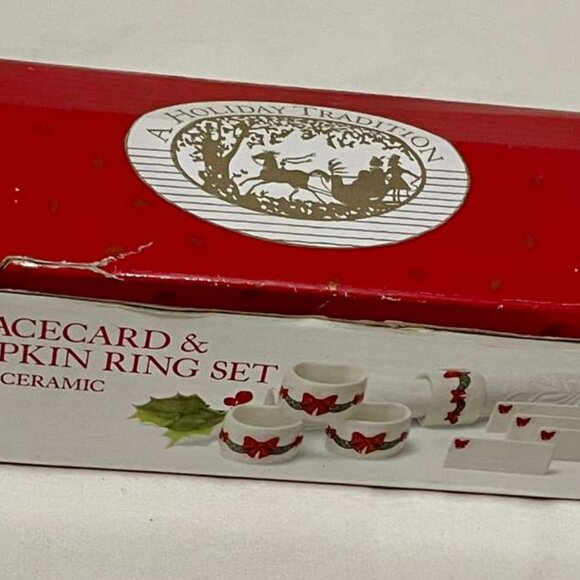 A HOLIDAY TRADITION
ACECARD &
PKIN RING SET
CERAMIC